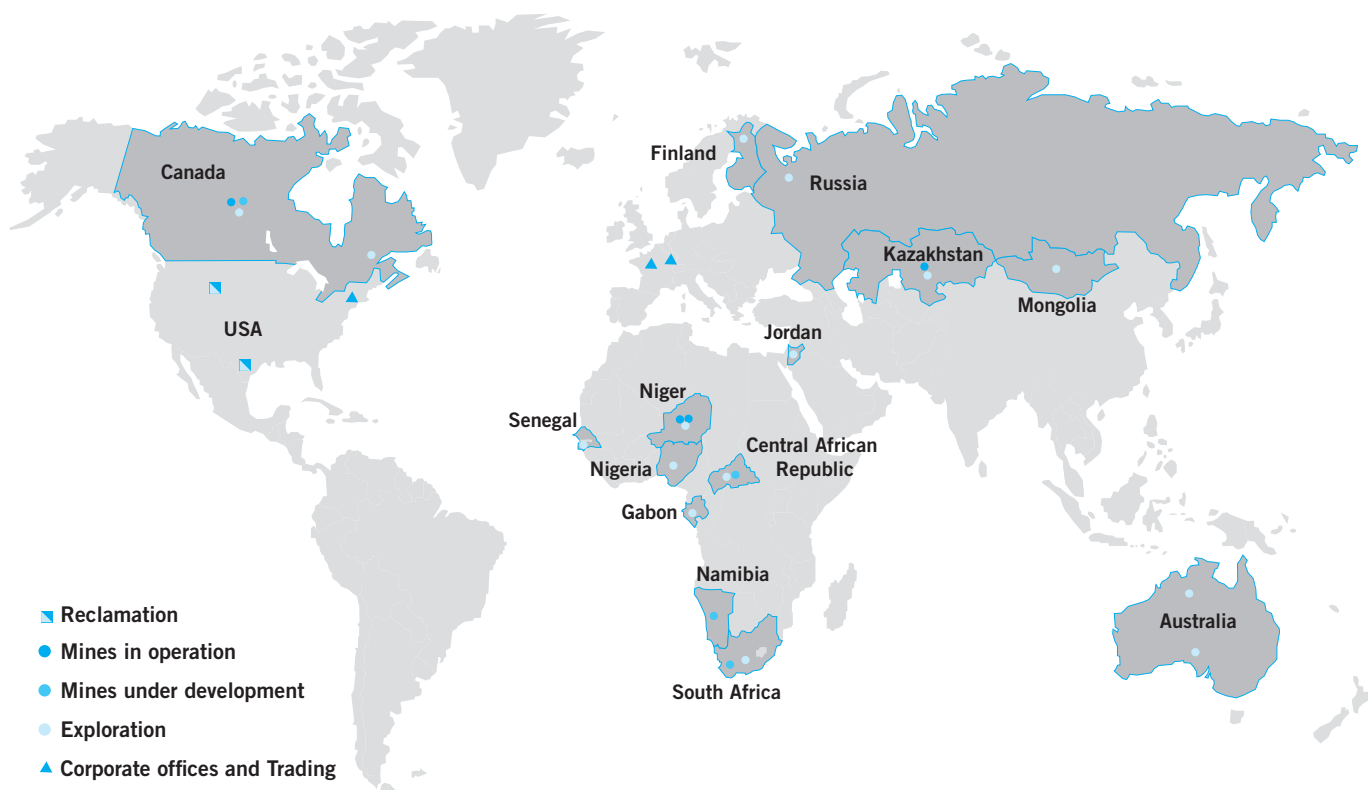 Finland
Canada
Russia
Kazakhstan
Mongolia
USA
Jordan
Niger
Senegal
Central African
Republic
Nigeria
Gabon
Namibia
Reclamation
Australia
Mines in operation
Mines under development
South Africa
Exploration
Corporate offices and Trading